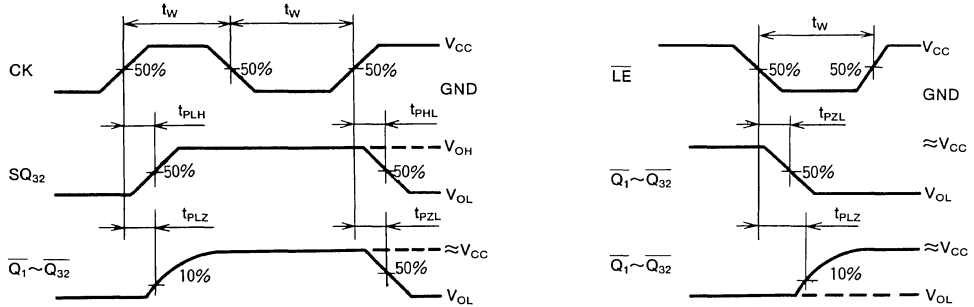 tW tW
VCC
CK 50% 50% 50%
GND
tPLH tPHL
VOH
SQ32 50% 50%
VOL
tPLZ tPZL
≈VCC
Q1~Q32 10% 50%
VOL
tW
VCC
LE 50% 50%
GND
tPZL
≈VCC
Q1~Q32 50%
VOL
tPLZ
≈VCC
Q1~Q32 10%
VOL